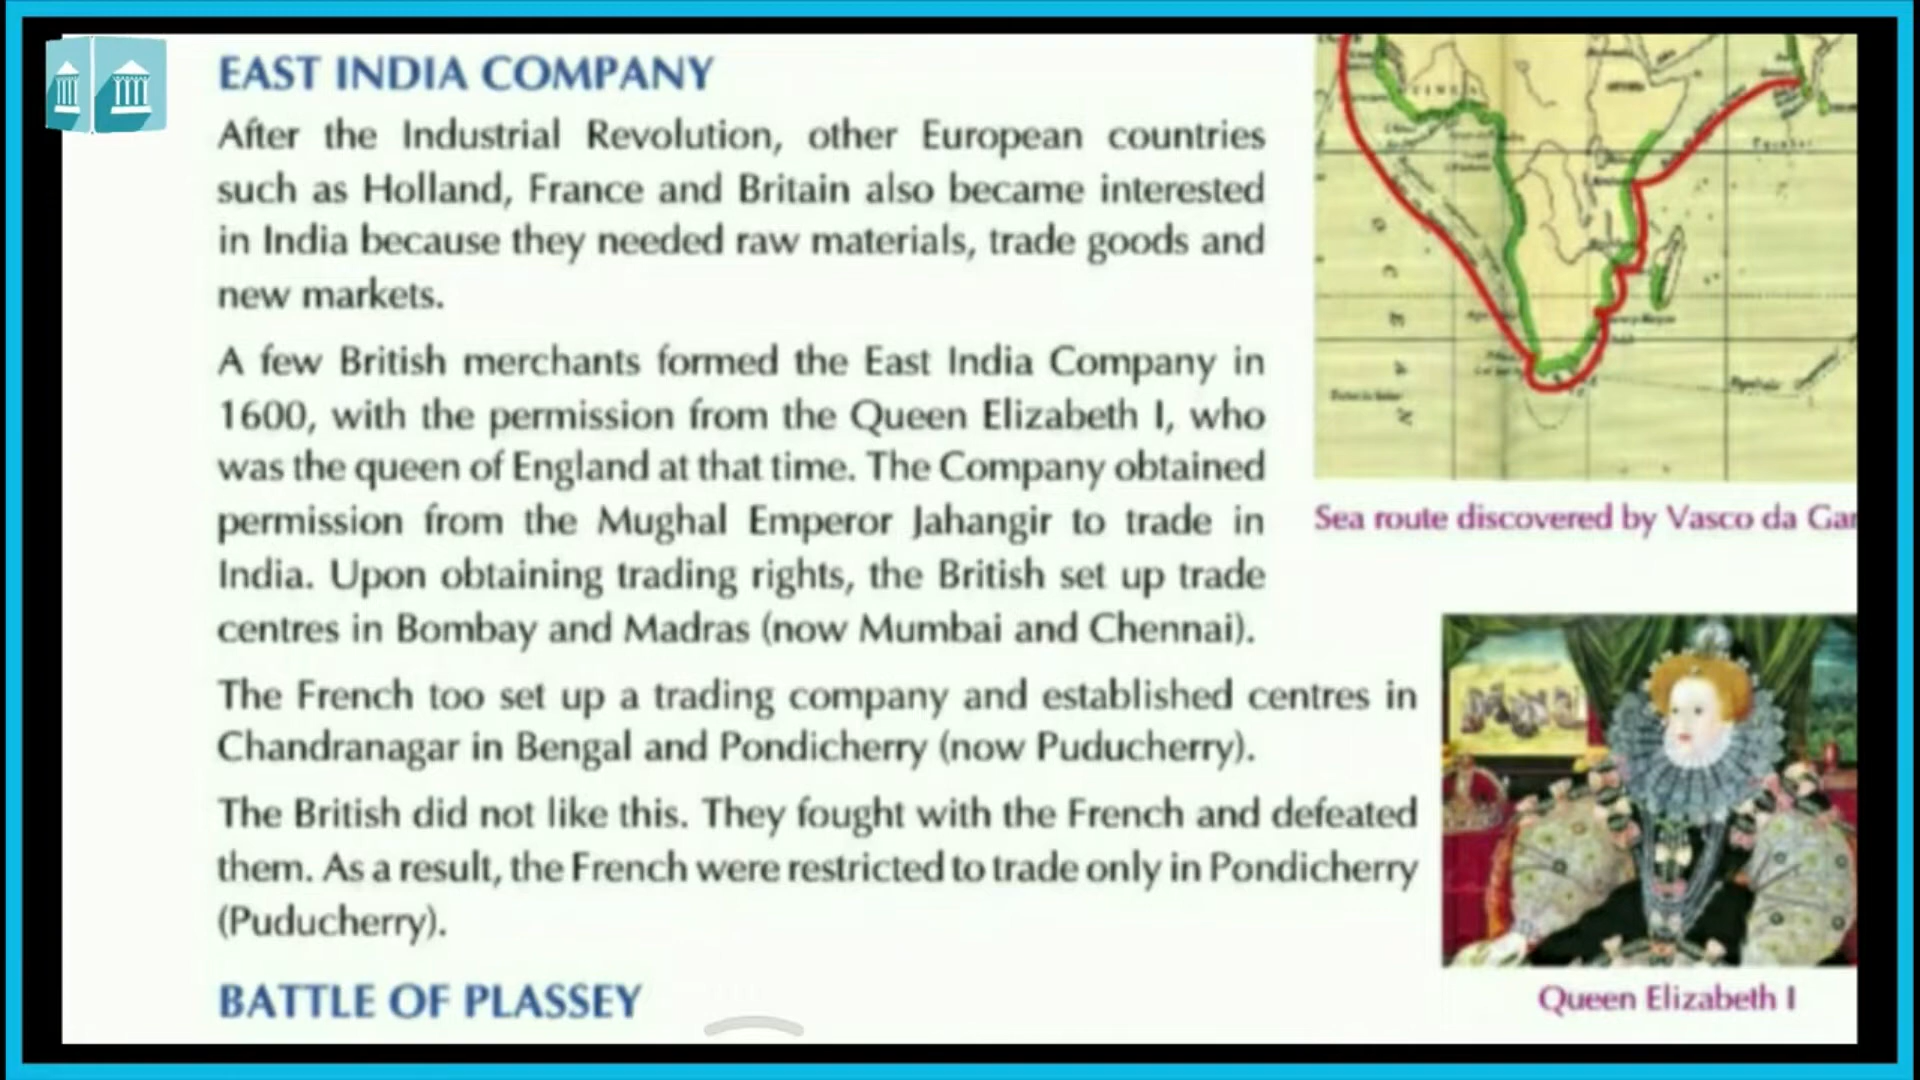 EAST INDIA COMPANY
After the Industrial Revolution, other European countries
such as Holland, France and Britain also became interested
in India because they needed raw materials, trade goods and
new markets.
A few British merchants formed the East India Company in
1600, with the permission from the Queen Elizabeth I, who
was the queen of England at that time. The Company obtained
permission from the Mughal Emperor Jahangir to trade in
India. Upon obtaining trading rights, the British set up trade
centres in Bombay and Madras (now Mumbai and Chennai).
The French too set up a trading company and established centres in
Chandranagar in Bengal and Pondicherry (now Puducherry).
The British did not like this. They fought with the French and defeated
them. As a result, the French were restricted to trade only in Pondicherry
(Puducherry).
BATTLE OF PLASSEY
Sea route discovered by Vasco da Gar
Queen Elizabeth I